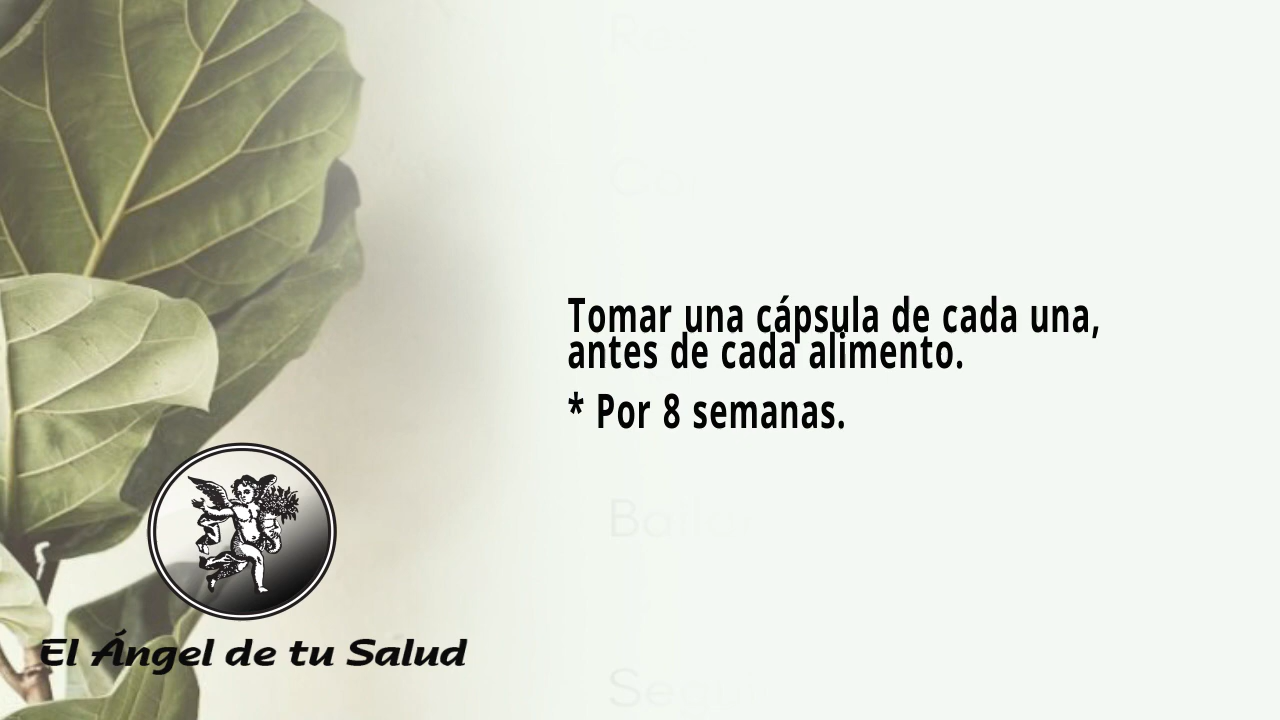 Tomar una cápsula de cada una,
antes de cada alimento.
* Por 8 semanas.
El Ángel de tu Salud